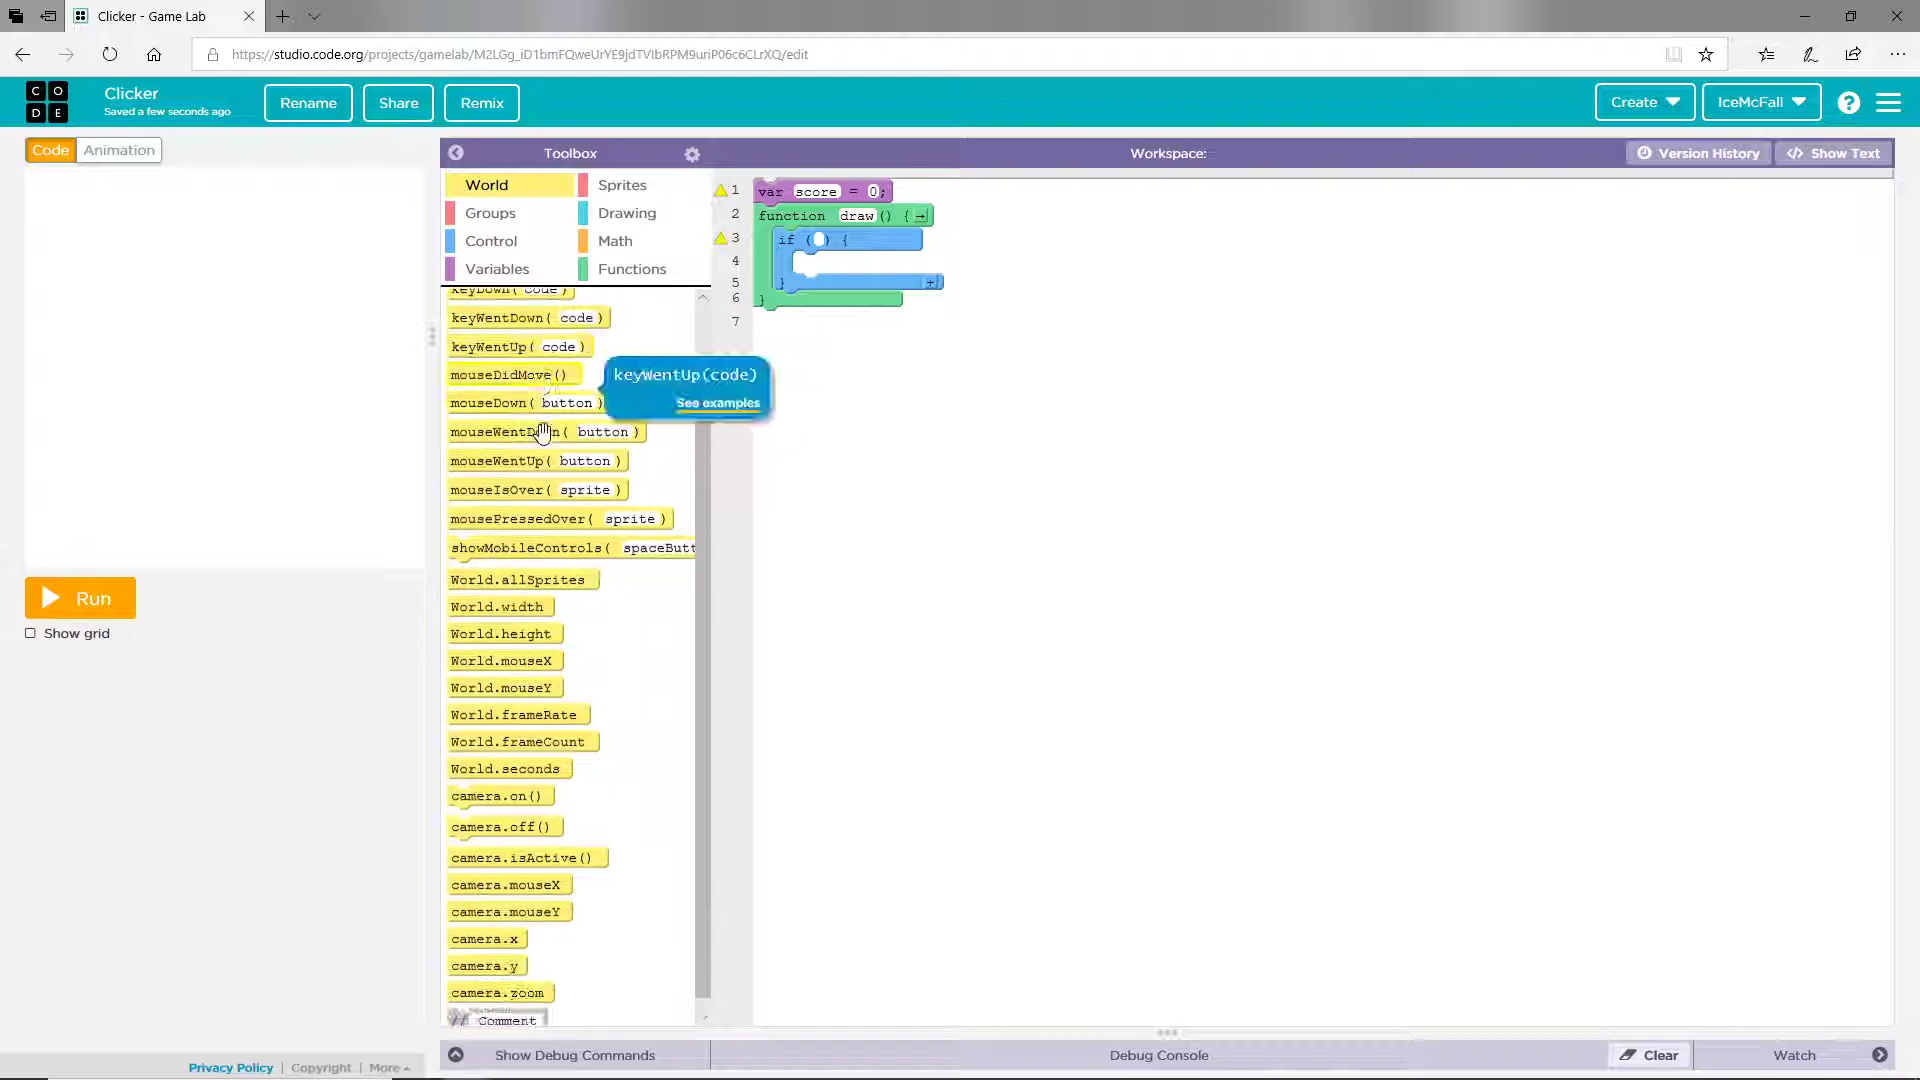 Clicker - Game Lab
https://studio.code.org/projects/gamelab/M2LGg_iD1bmFQweUrYE9jdTVIbRPM9uriP06c6CLrXQ/edit
CODE
Clicker
Saved a few seconds ago
Rename
Share
Remix
Create
IceMcFall
?
Code
Animation
Toolbox
Workspace:
Version History
Show Text
World
Sprites
Groups
Drawing
Control
Math
Variables
Functions
keyDown( code )
keyWentDown( code )
keyWentUp( code )
mouseDidMove()
mouseDown( button )
mouseWentDown( button )
mouseWentUp( button )
mouseIsOver( sprite )
mousePressedOver( sprite )
showMobileControls( spaceButt
World.allSprites
World.width
World.height
World.mouseX
World.mouseY
World.frameRate
World.frameCount
World.seconds
camera.on()
camera.off()
camera.isActive()
camera.mouseX
camera.mouseY
camera.x
camera.y
camera.zoom
// Comment
keyWentUp(code)
See examples
1 var score = 0;
2 function draw() {
3 if ( ) {
4
5 }
6 }
7
Run
Show grid
Privacy Policy | Copyright | More
Show Debug Commands
Debug Console
Clear
Watch